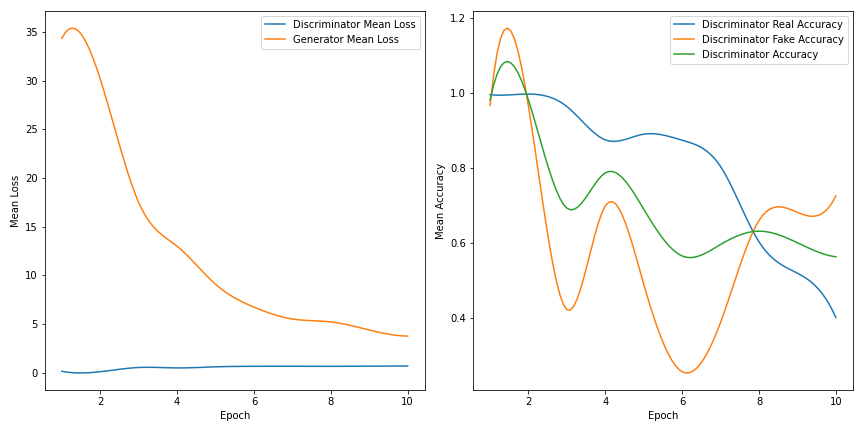 Discriminator Mean Loss
Generator Mean Loss
35
30
25
20
15
10
5
0
Mean Loss
2
4
6
8
10
Epoch
Discriminator Real Accuracy
Discriminator Fake Accuracy
Discriminator Accuracy
1.2
1.0
0.8
0.6
0.4
Mean Accuracy
2
4
6
8
10
Epoch